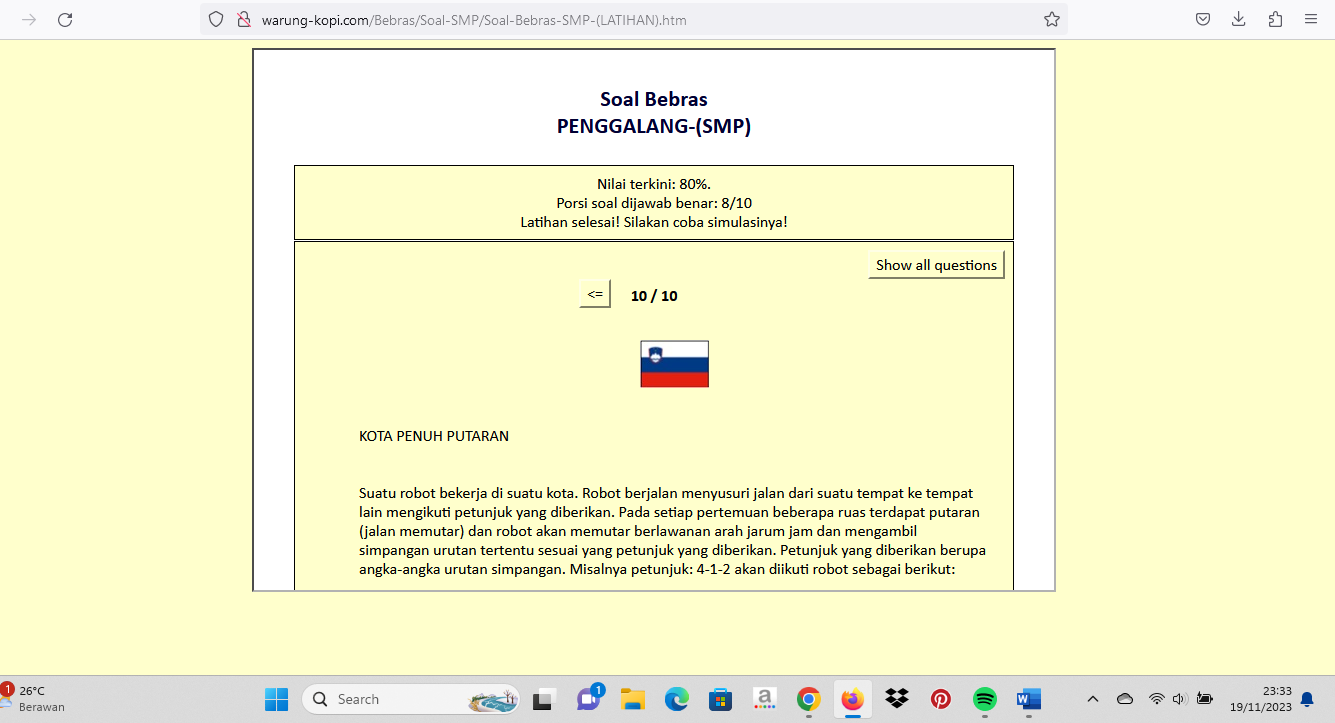 warung-kopi.com/Bebras/Soal-SMP/Soal-Bebras-SMP-(LATIHAN).htm
Soal Bebras
PENGGALANG-(SMP)
Nilai terkini: 80%.
Porsi soal dijawab benar: 8/10
Latihan selesai! Silakan coba simulasinya!
Show all questions
<= 10 / 10
KOTA PENUH PUTARAN
Suatu robot bekerja di suatu kota. Robot berjalan menyusuri jalan dari suatu tempat ke tempat
lain mengikuti petunjuk yang diberikan. Pada setiap pertemuan beberapa ruas terdapat putaran
(jalan memutar) dan robot akan memutar berlawanan arah jarum jam dan mengambil
simpangan urutan tertentu sesuai yang petunjuk yang diberikan. Petunjuk yang diberikan berupa
angka-angka urutan simpangan. Misalnya petunjuk: 4-1-2 akan diikuti robot sebagai berikut:
1
26°C
Berawan
Search
1
a
W
23:33
19/11/2023